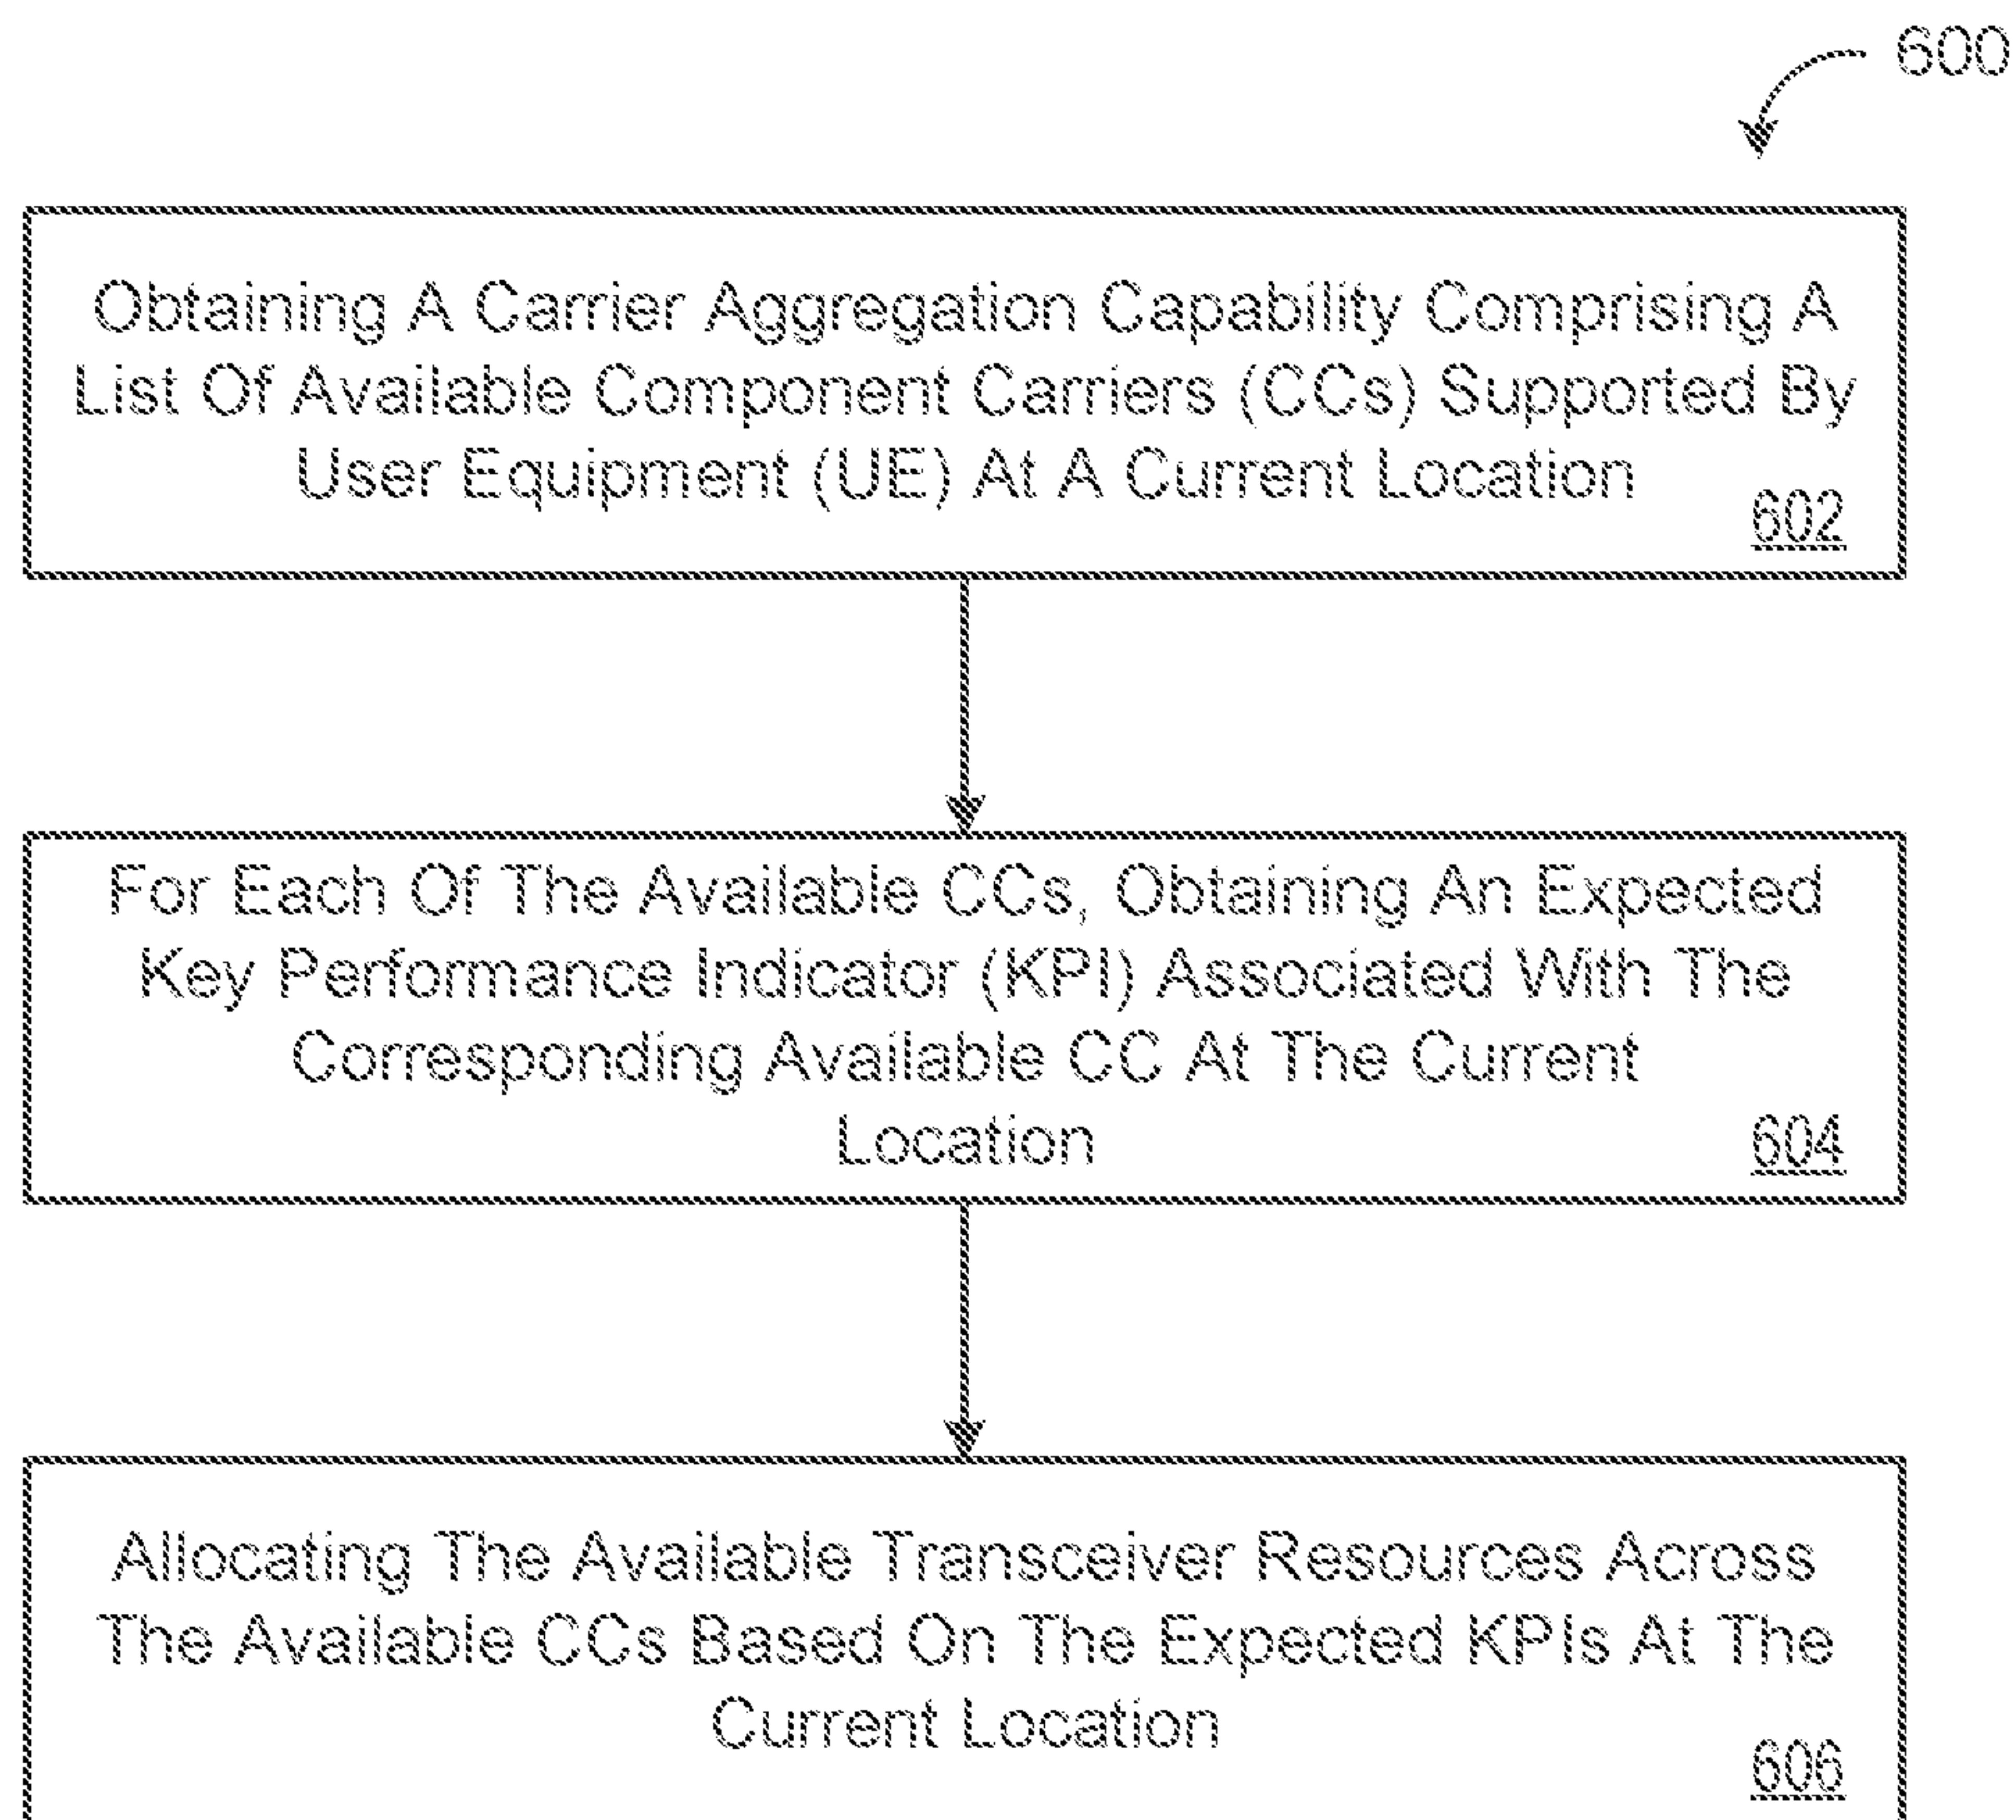 600
Obtaining A Carrier Aggregation Capability Comprising A
List Of Available Component Carriers (CCs) Supported By
User Equipment (UE) At A Current Location
602
For Each Of The Available CCs, Obtaining An Expected
Key Performance Indicator (KPI) Associated With The
Corresponding Available CC At The Current
Location
604
Allocating The Available Transceiver Resources Across
The Available CCs Based On The Expected KPIs At The
Current Location
606